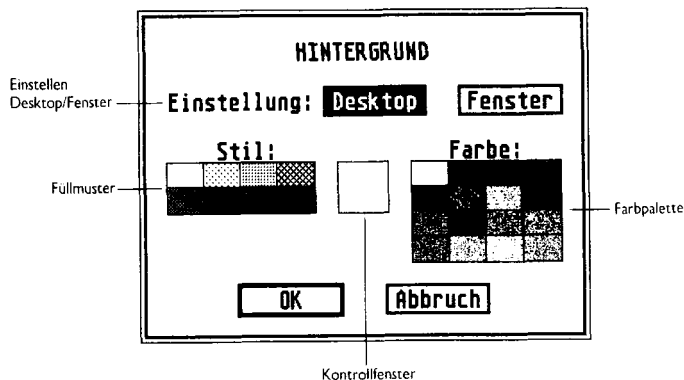 HINTERGRUND
Einstellen
Desktop/Fenster
Einstellung: Desktop Fenster
Stil: Farbe:
Füllmuster
Farbpalette
OK Abbruch
Kontrollfenster